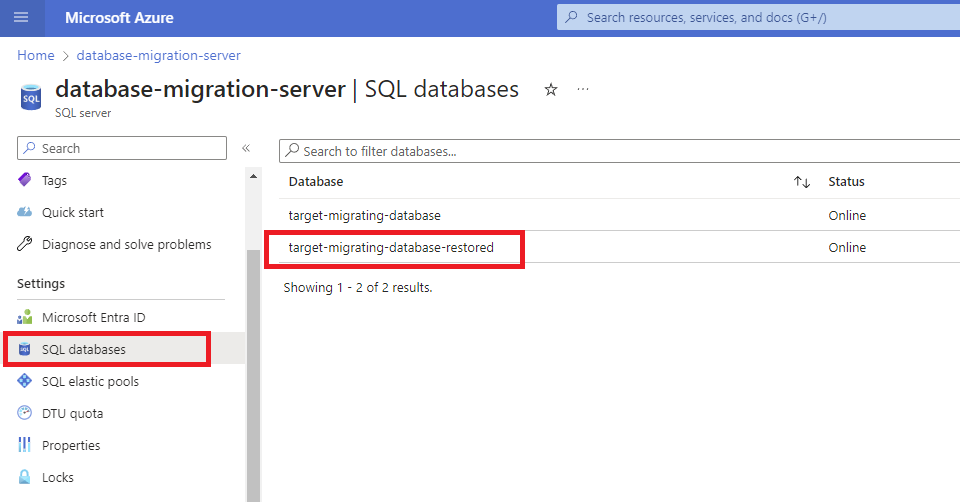 Microsoft Azure
Search resources, services, and docs (G+/)
Home > database-migration-server
SQL
database-migration-server | SQL databases
SQL server
Search
Tags
Quick start
Diagnose and solve problems
Settings
Microsoft Entra ID
SQL databases
SQL elastic pools
DTU quota
Properties
Locks
Search to filter databases...
Database Status
target-migrating-database Online
target-migrating-database-restored Online
Showing 1 - 2 of 2 results.